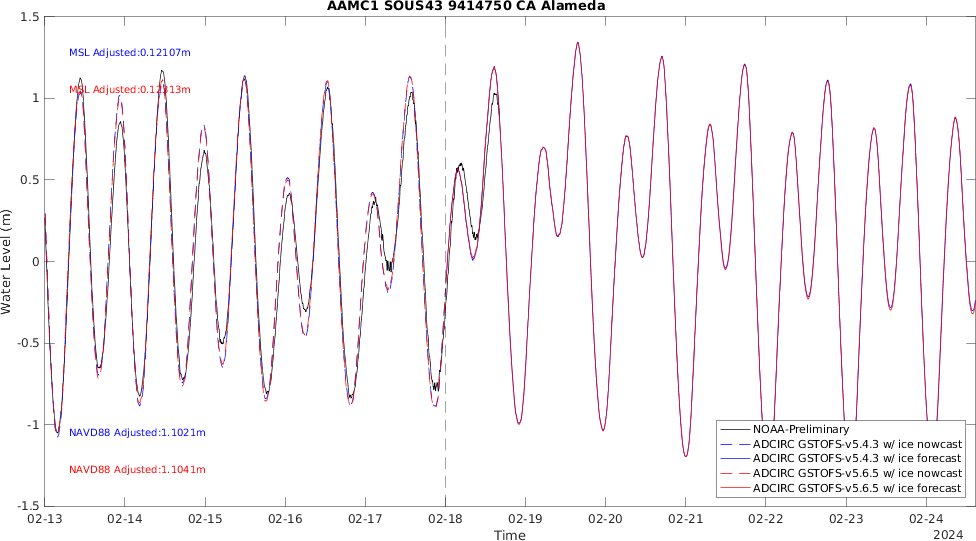 AAMC1 SOUS43 9414750 CA Alameda
1.5
1
0.5
0
-0.5
-1
-1.5
Water Level (m)
MSL Adjusted:0.12107m
MSL Adjusted:0.12313m
NAVD88 Adjusted:1.1021m
NAVD88 Adjusted:1.1041m
NOAA-Preliminary
ADCIRC GSTOFS-v5.4.3 w/ ice nowcast
ADCIRC GSTOFS-v5.4.3 w/ ice forecast
ADCIRC GSTOFS-v5.6.5 w/ ice nowcast
ADCIRC GSTOFS-v5.6.5 w/ ice forecast
02-13 02-14 02-15 02-16 02-17 02-18 02-19 02-20 02-21 02-22 02-23 02-24
Time
2024